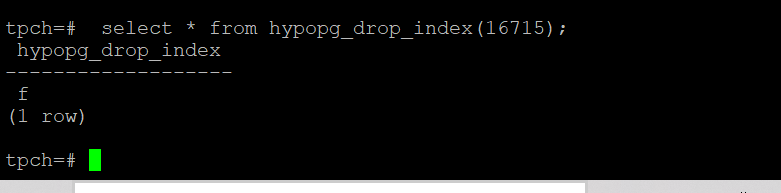 tpch=#  select * from hypopg_drop_index(16715);
 hypopg_drop_index
-------------------
 f
(1 row)
tpch=#